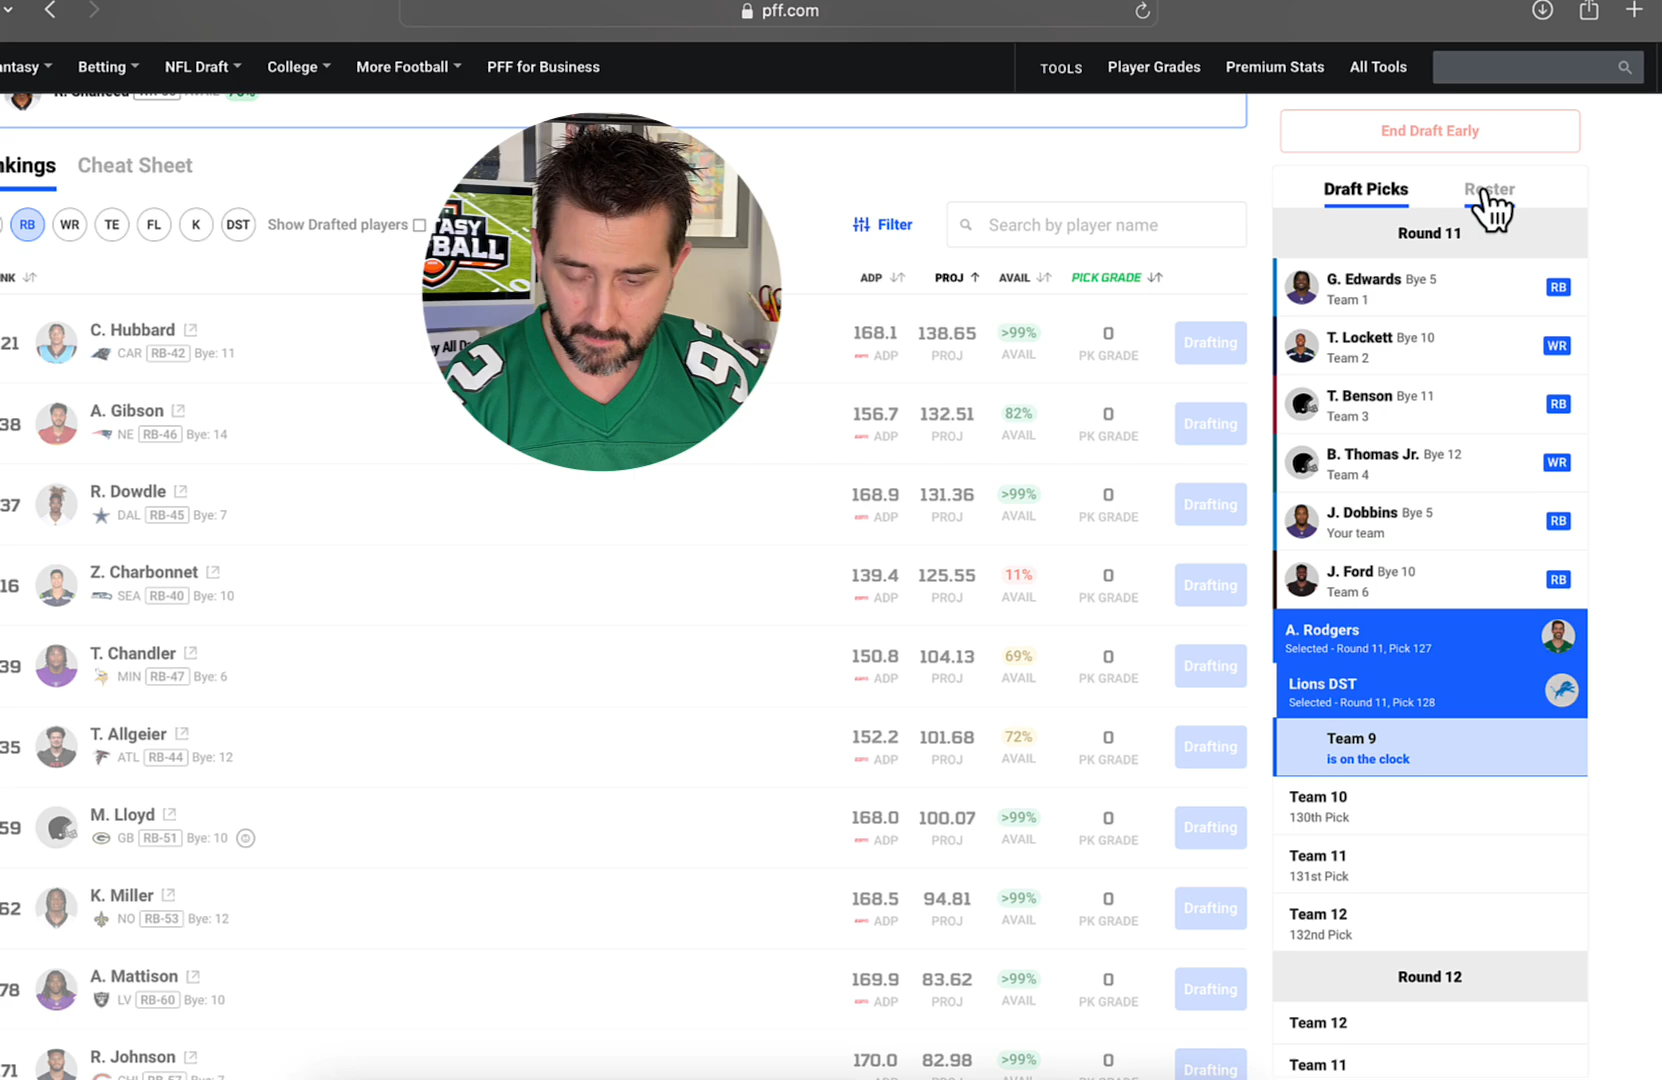 pff.com
antasy Betting NFL Draft College More Football PFF for Business TOOLS Player Grades Premium Stats All Tools
End Draft Early
nkings Cheat Sheet
Draft Picks Roster
RB WR TE FL K DST Show Drafted players
Filter Search by player name
Round 11
NK ADP PROJ AVAIL PICK GRADE
21 C. Hubbard 168.1 138.65 >99% 0 Drafting
CAR RB-42 Bye: 11 ADP PROJ AVAIL PK GRADE
38 A. Gibson 156.7 132.51 82% 0 Drafting
NE RB-46 Bye: 14 ADP PROJ AVAIL PK GRADE
37 R. Dowdle 168.9 131.36 >99% 0 Drafting
DAL RB-45 Bye: 7 ADP PROJ AVAIL PK GRADE
16 Z. Charbonnet 139.4 125.55 11% 0 Drafting
SEA RB-40 Bye: 10 ADP PROJ AVAIL PK GRADE
39 T. Chandler 150.8 104.13 69% 0 Drafting
MIN RB-47 Bye: 6 ADP PROJ AVAIL PK GRADE
35 T. Allgeier 152.2 101.68 72% 0 Drafting
ATL RB-44 Bye: 12 ADP PROJ AVAIL PK GRADE
59 M. Lloyd 168.0 100.07 >99% 0 Drafting
GB RB-51 Bye: 10 ADP PROJ AVAIL PK GRADE
62 K. Miller 168.5 94.81 >99% 0 Drafting
NO RB-53 Bye: 12 ADP PROJ AVAIL PK GRADE
78 A. Mattison 169.9 83.62 >99% 0 Drafting
LV RB-60 Bye: 10 ADP PROJ AVAIL PK GRADE
71 R. Johnson 170.0 82.98 >99% 0 Drafting
G. Edwards Bye 5 RB
Team 1
T. Lockett Bye 10 WR
Team 2
T. Benson Bye 11 RB
Team 3
B. Thomas Jr. Bye 12 WR
Team 4
J. Dobbins Bye 5 RB
Your team
J. Ford Bye 10 RB
Team 6
A. Rodgers
Selected - Round 11, Pick 127
Lions DST
Selected - Round 11, Pick 128
Team 9
is on the clock
Team 10
130th Pick
Team 11
131st Pick
Team 12
132nd Pick
Round 12
Team 12
Team 11